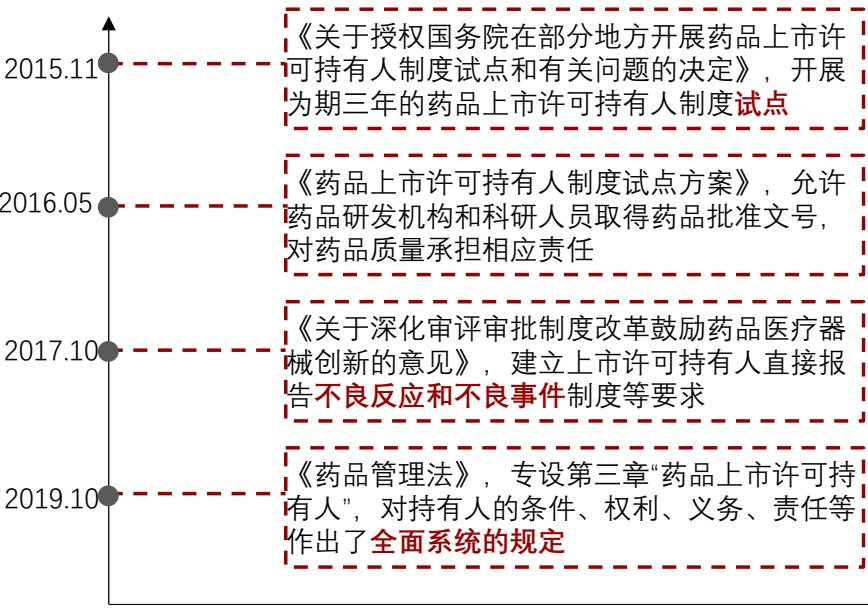 2015.11
《关于授权国务院在部分地方开展药品上市许
可持有人制度试点和有关问题的决定》，开展
为期三年的药品上市许可持有人制度试点
2016.05
《药品上市许可持有人制度试点方案》，允许
药品研发机构和科研人员取得药品批准文号，
对药品质量承担相应责任
2017.10
《关于深化审评审批制度改革鼓励药品医疗器
械创新的意见》，建立上市许可持有人直接报
告不良反应和不良事件制度等要求
2019.10
《药品管理法》，专设第三章“药品上市许可持
有人”，对持有人的条件、权利、义务、责任等
作出了全面系统的规定